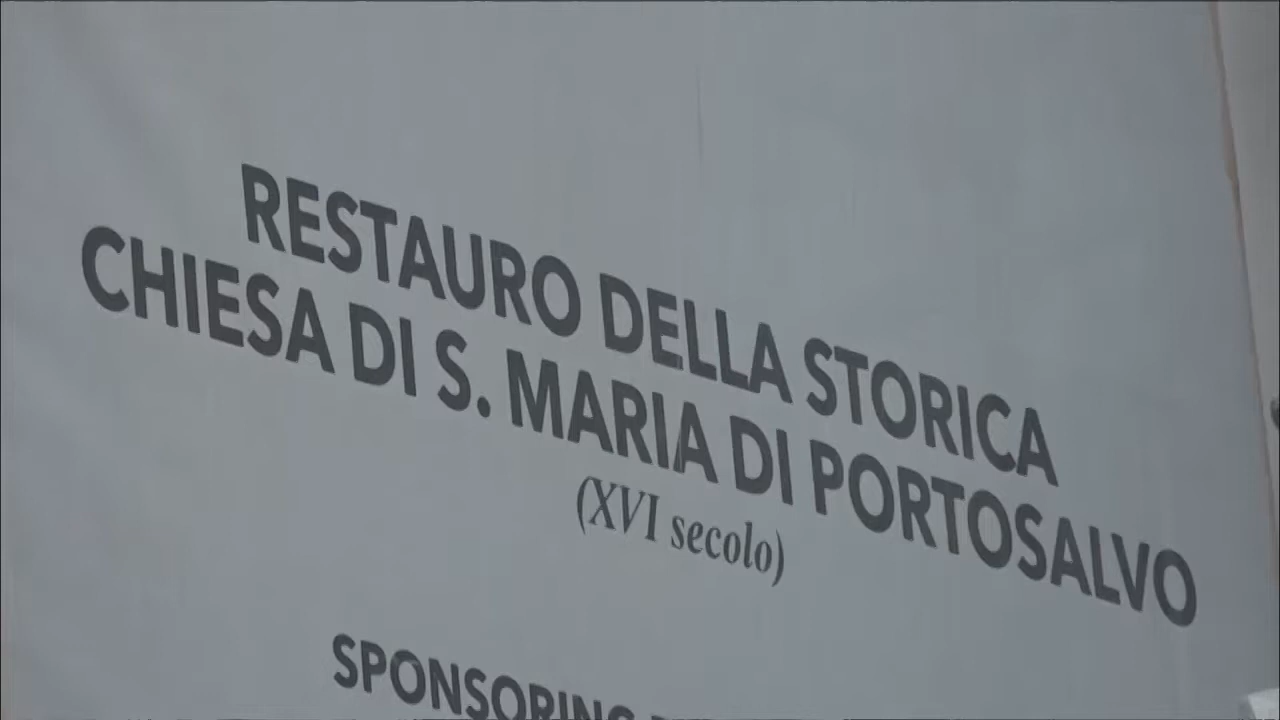 RESTAURO DELLA STORICA
CHIESA DI S. MARIA DI PORTOSALVO
(XVI secolo)
SPONSORING